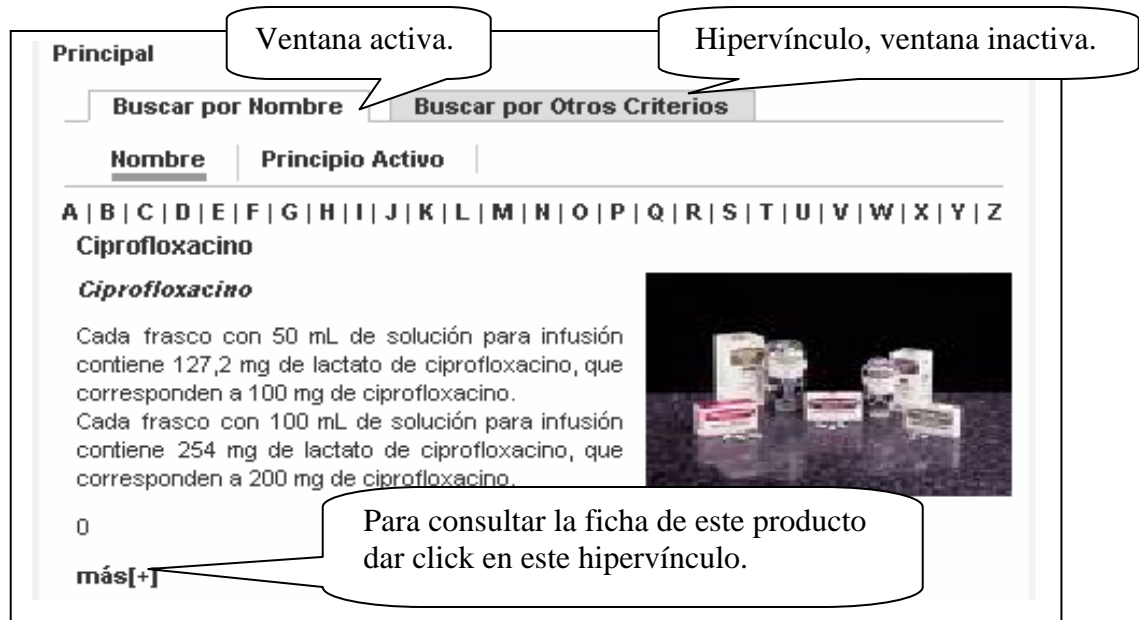 Ventana activa.
Hipervínculo, ventana inactiva.
Principal
Buscar por Nombre
Buscar por Otros Criterios
Nombre
Principio Activo
A | B | C | D | E | F | G | H | I | J | K | L | M | N | O | P | Q | R | S | T | U | V | W | X | Y | Z
Ciprofloxacino
Ciprofloxacino
Cada frasco con 50 mL de solución para infusión
contiene 127,2 mg de lactato de ciprofloxacino, que
corresponden a 100 mg de ciprofloxacino.
Cada frasco con 100 mL de solución para infusión
contiene 254 mg de lactato de ciprofloxacino, que
corresponden a 200 mg de ciprofloxacino.
0
Para consultar la ficha de este producto
dar click en este hipervínculo.
más[+]